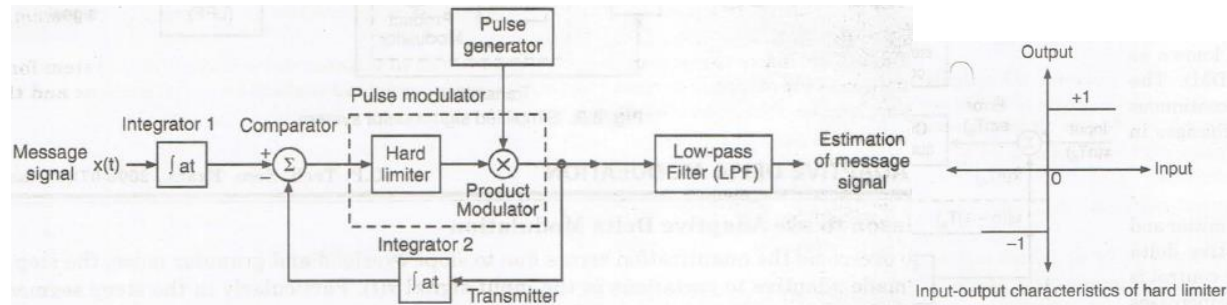 Pulse
generator
Pulse modulator
Integrator 1
Comparator
Message
signal
x(t)
∫ at
+
Σ
Hard
limiter
×
Product
Modulator
Low-pass
Filter (LPF)
Estimation
of message
signal
Integrator 2
∫ at
Transmitter
Output
+1
Input
0
−1
Input-output characteristics of hard limiter